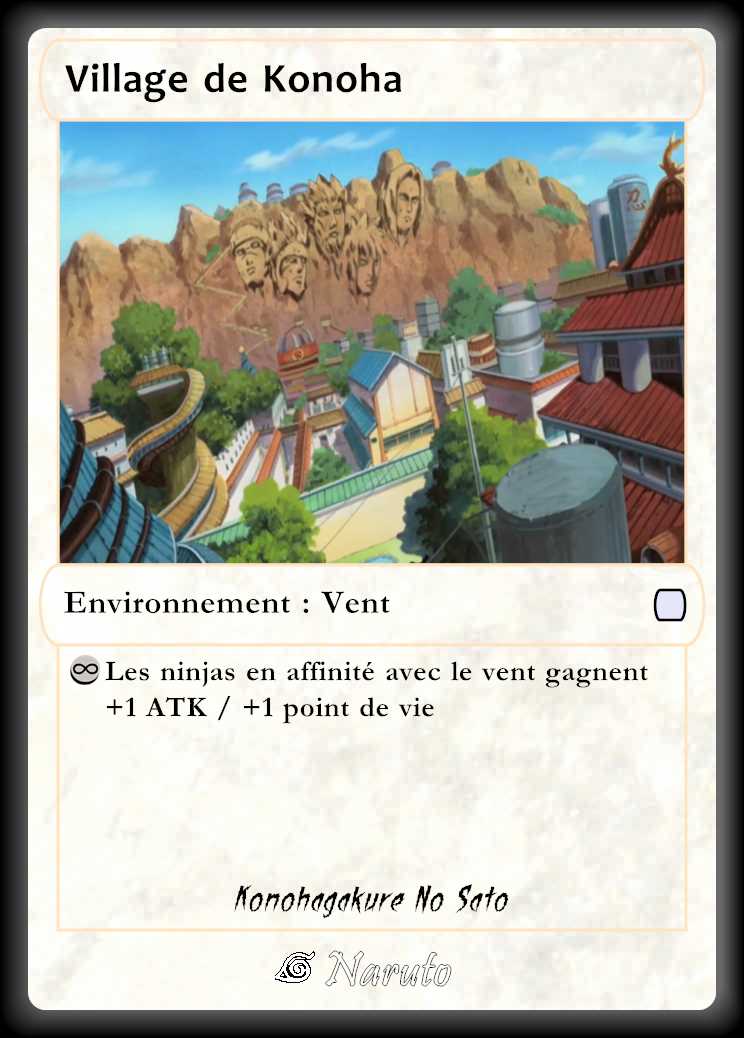 Village de Konoha
Environnement : Vent
∞ Les ninjas en affinité avec le vent gagnent
+1 ATK / +1 point de vie
Konohagakure No Sato
Naruto